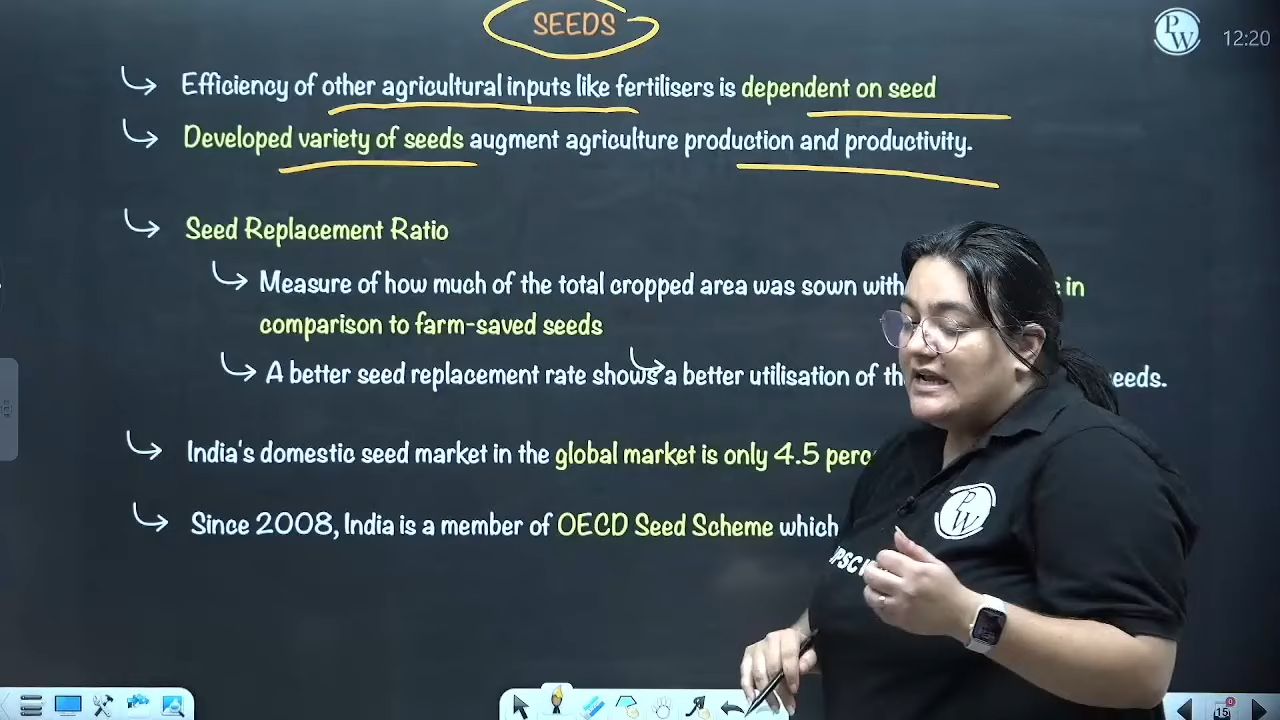 SEEDS
PW
12:20
Efficiency of other agricultural inputs like fertilisers is dependent on seed
Developed variety of seeds augment agriculture production and productivity.
Seed Replacement Ratio
Measure of how much of the total cropped area was sown with in
comparison to farm-saved seeds
A better seed replacement rate shows a better utilisation of
India's domestic seed market in the global market is only 4.5
Since 2008, India is a member of OECD Seed Scheme which
PW
15